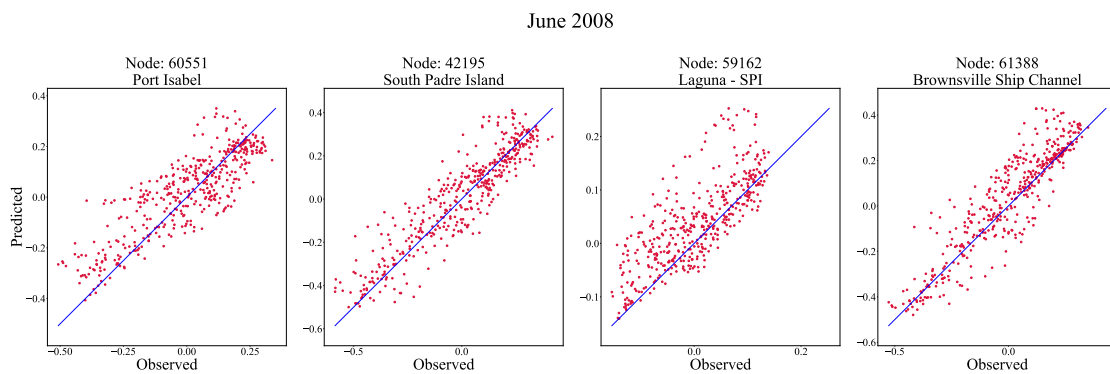 June 2008
Node: 60551
Port Isabel
Node: 42195
South Padre Island
Node: 59162
Laguna - SPI
Node: 61388
Brownsville Ship Channel
Predicted
0.4
0.2
0.0
−0.2
−0.4
−0.50
−0.25
0.00
0.25
Observed
0.4
0.2
0.0
−0.2
−0.4
−0.6
−0.5
0.0
Observed
0.2
0.1
0.0
−0.1
0.0
0.2
Observed
0.4
0.2
0.0
−0.2
−0.4
−0.6
−0.5
0.0
Observed